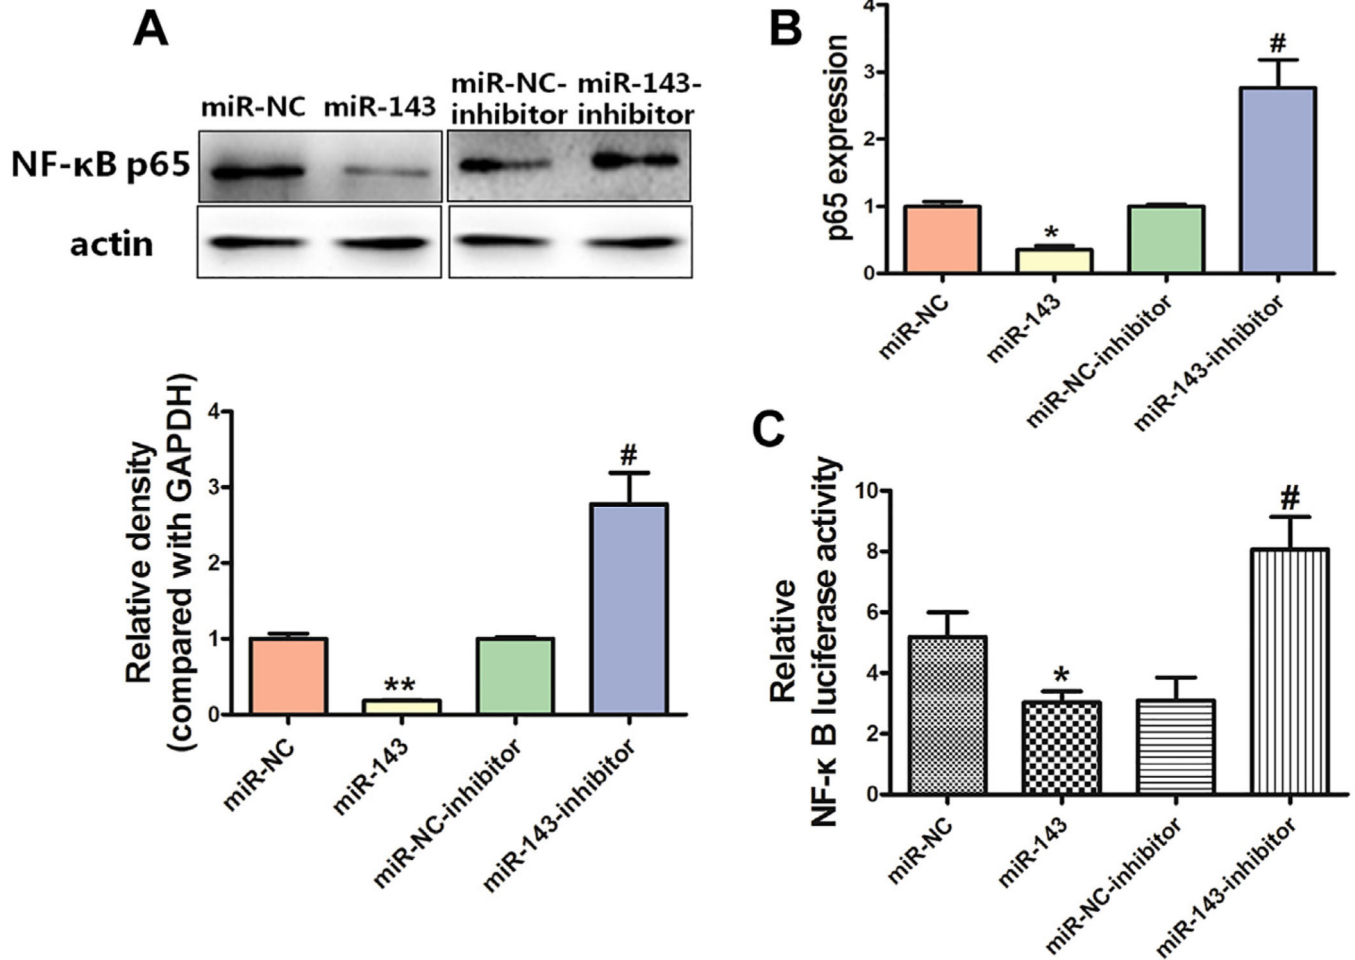 A
miR-NC miR-143 miR-NC- miR-143-
inhibitor inhibitor
NF-κB p65
actin
Relative density
(compared with GAPDH)
4
3
2
1
0
**
#
miR-NC
miR-143
miR-NC-inhibitor
miR-143-inhibitor
B
p65 expression
4
3
2
1
0
*
#
miR-NC
miR-143
miR-NC-inhibitor
miR-143-inhibitor
C
Relative
NF-κ B luciferase activity
10
8
6
4
2
0
*
#
miR-NC
miR-143
miR-NC-inhibitor
miR-143-inhibitor